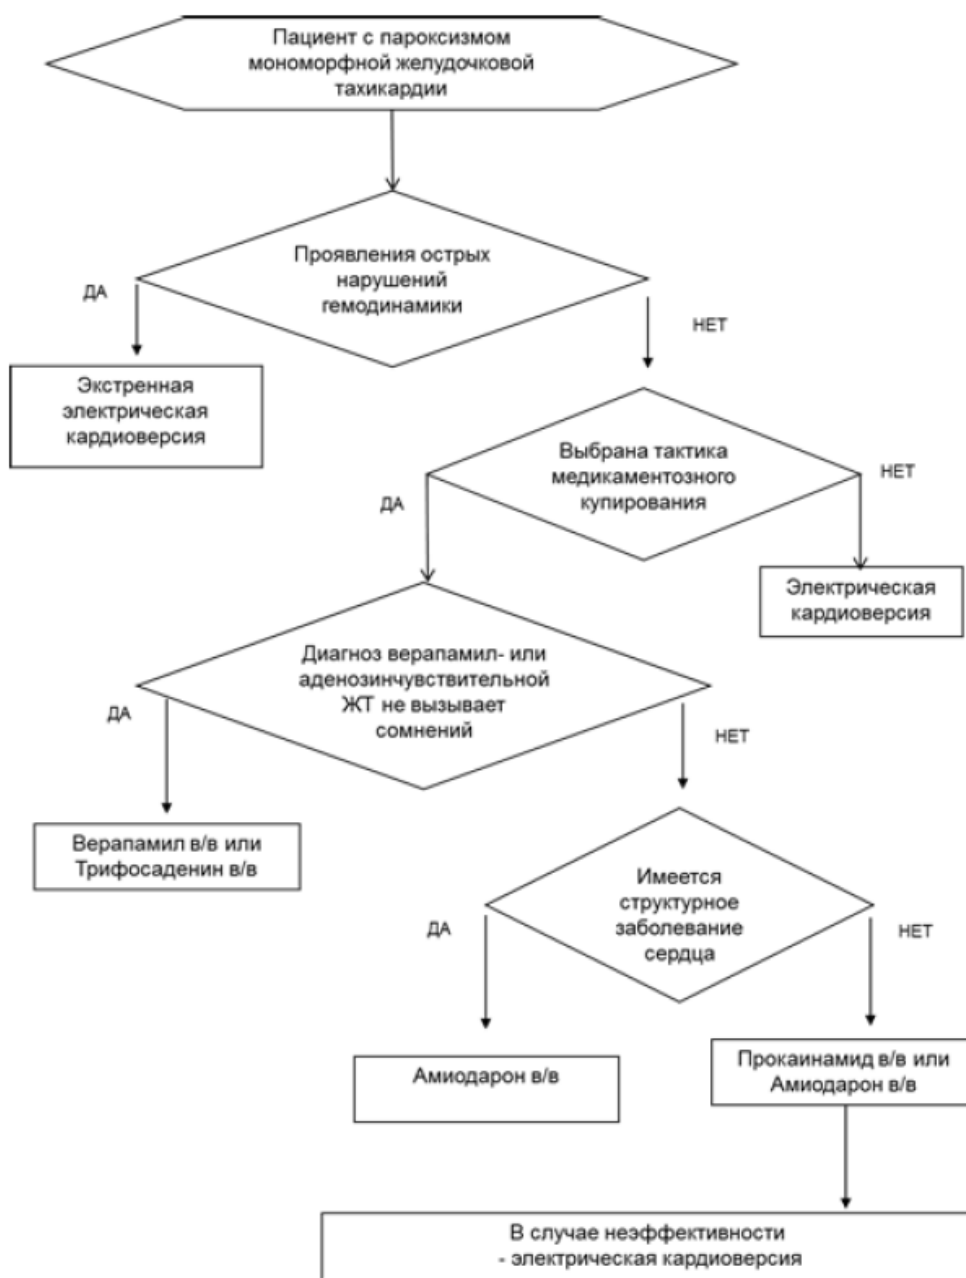 Пациент с пароксизмом
мономорфной желудочковой
тахикардии
Проявления острых
нарушений
гемодинамики
ДА
НЕТ
Экстренная
электрическая
кардиоверсия
Выбрана тактика
медикаментозного
купирования
ДА
НЕТ
Электрическая
кардиоверсия
Диагноз верапамил- или
аденозинчувствительной
ЖТ не вызывает
сомнений
ДА
НЕТ
Верапамил в/в или
Трифосаденин в/в
Имеется
структурное
заболевание
сердца
ДА
НЕТ
Амиодарон в/в
Прокаинамид в/в или
Амиодарон в/в
В случае неэффективности
- электрическая кардиоверсия